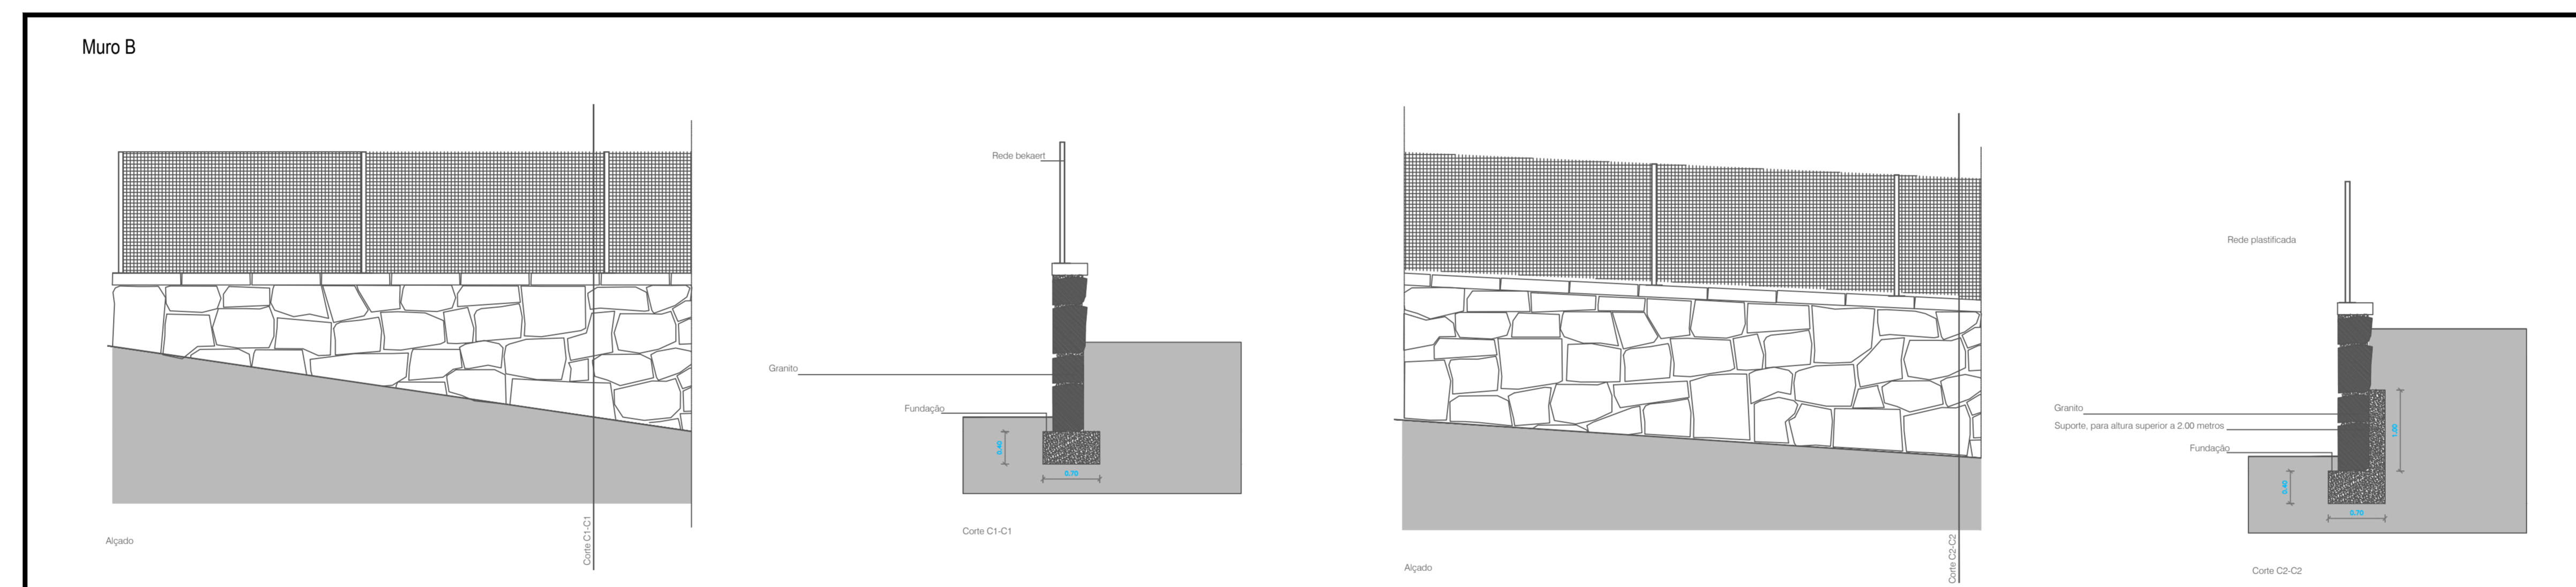 Muro B
Rede bekaert
Granito
Fundação
0.40
0.70
Alçado
Corte C1-C1
Corte C1-C1
Rede plastificada
Granito
Suporte, para altura superior a 2.00 metros
Fundação
1.00
0.40
0.70
Alçado
Corte C2-C2
Corte C2-C2